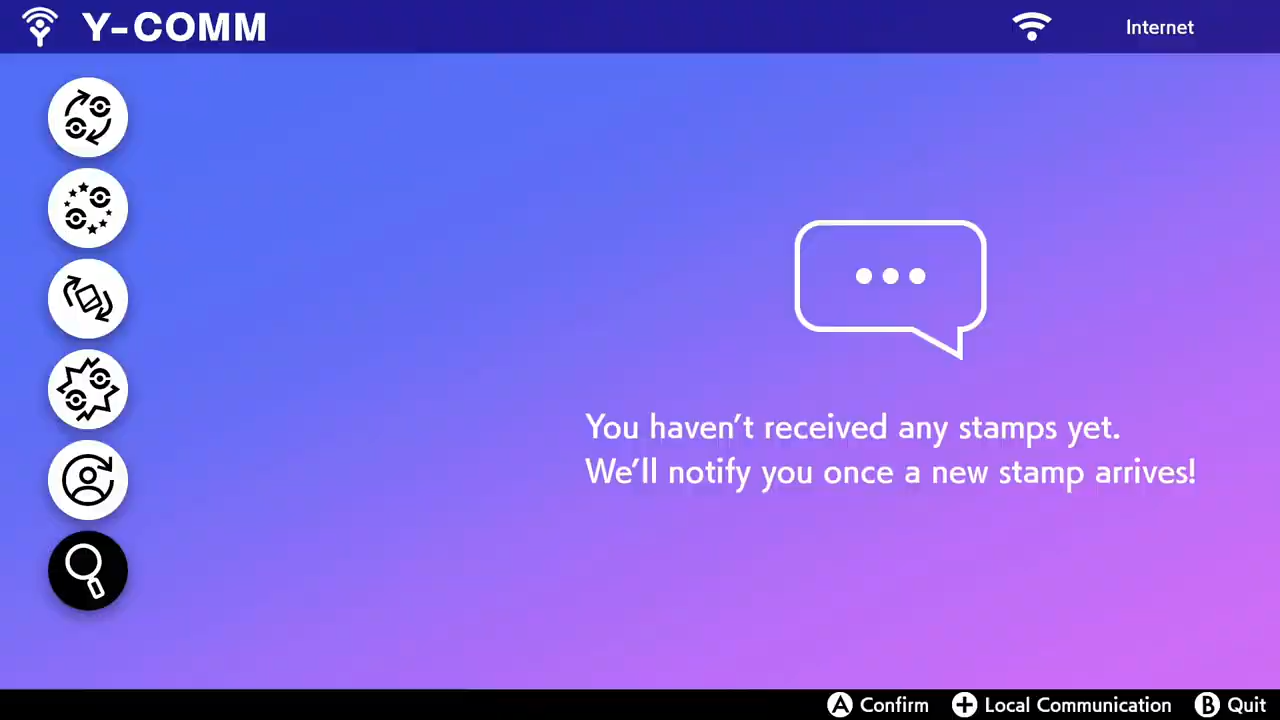 Y-COMM
Internet
You haven't received any stamps yet.
We'll notify you once a new stamp arrives!
A Confirm + Local Communication B Quit